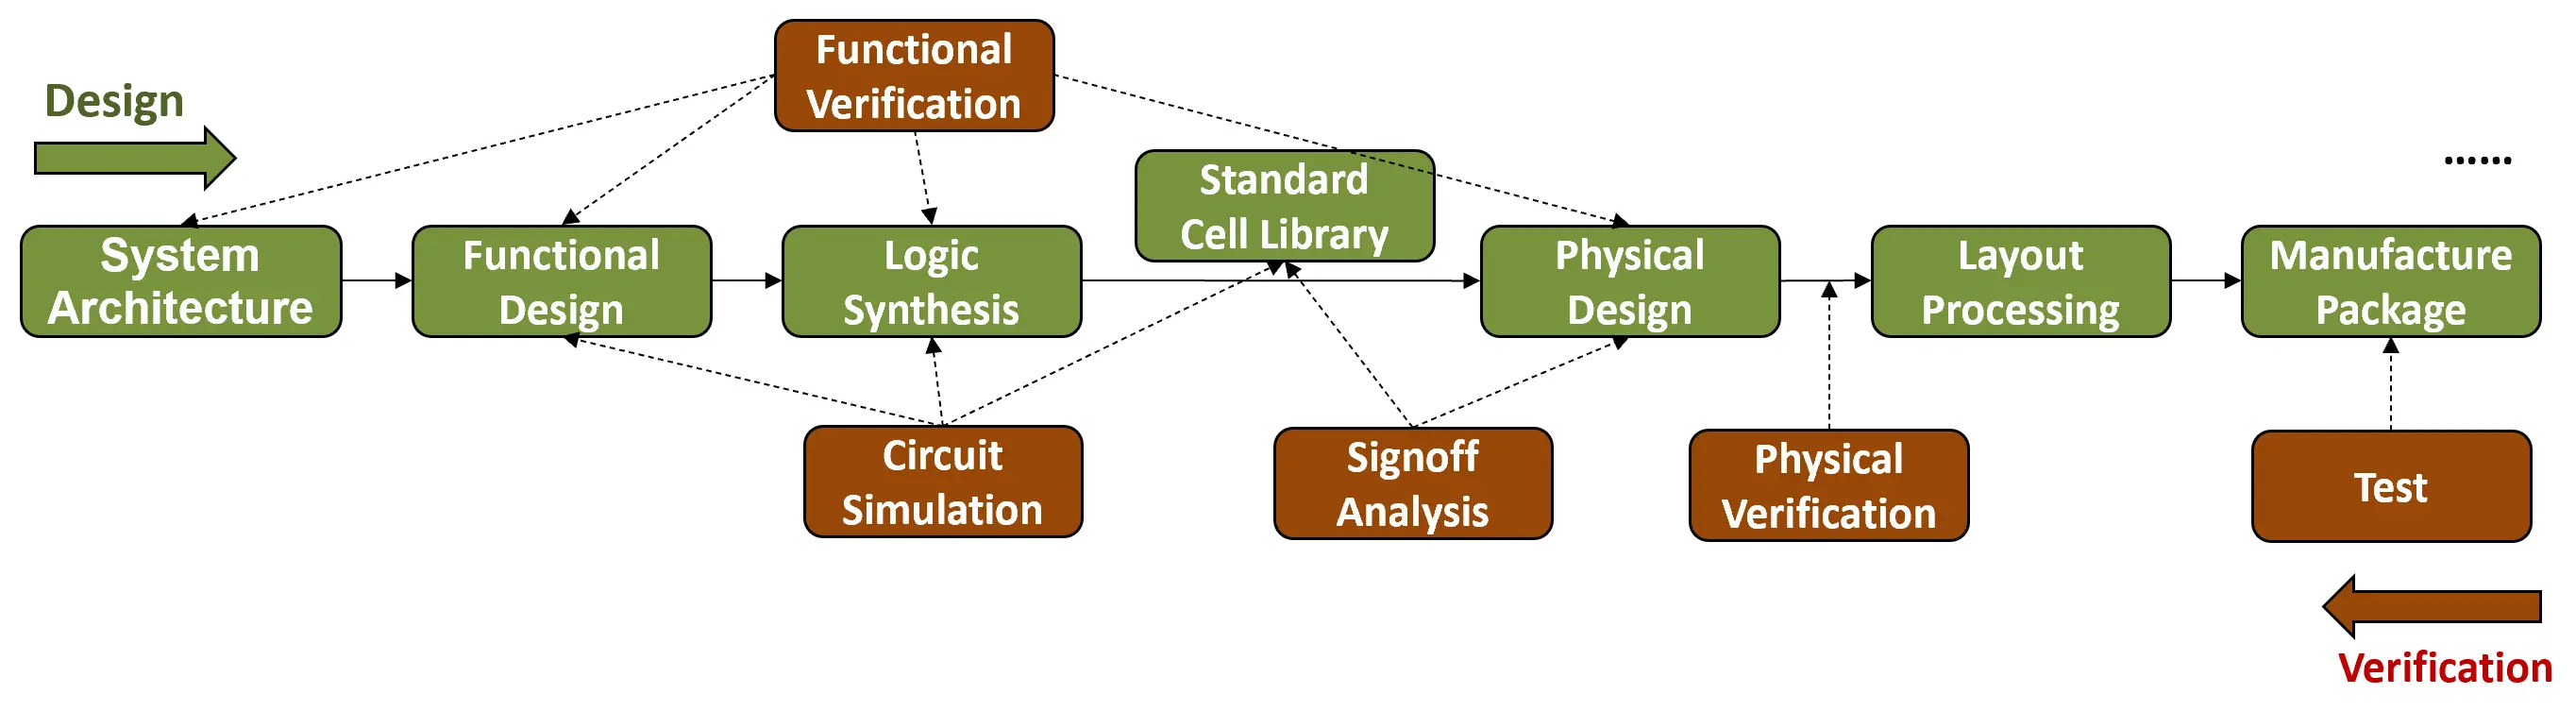 Functional
Verification
Design
Standard
Cell Library
......
System
Architecture
Functional
Design
Logic
Synthesis
Physical
Design
Layout
Processing
Manufacture
Package
Circuit
Simulation
Signoff
Analysis
Physical
Verification
Test
Verification